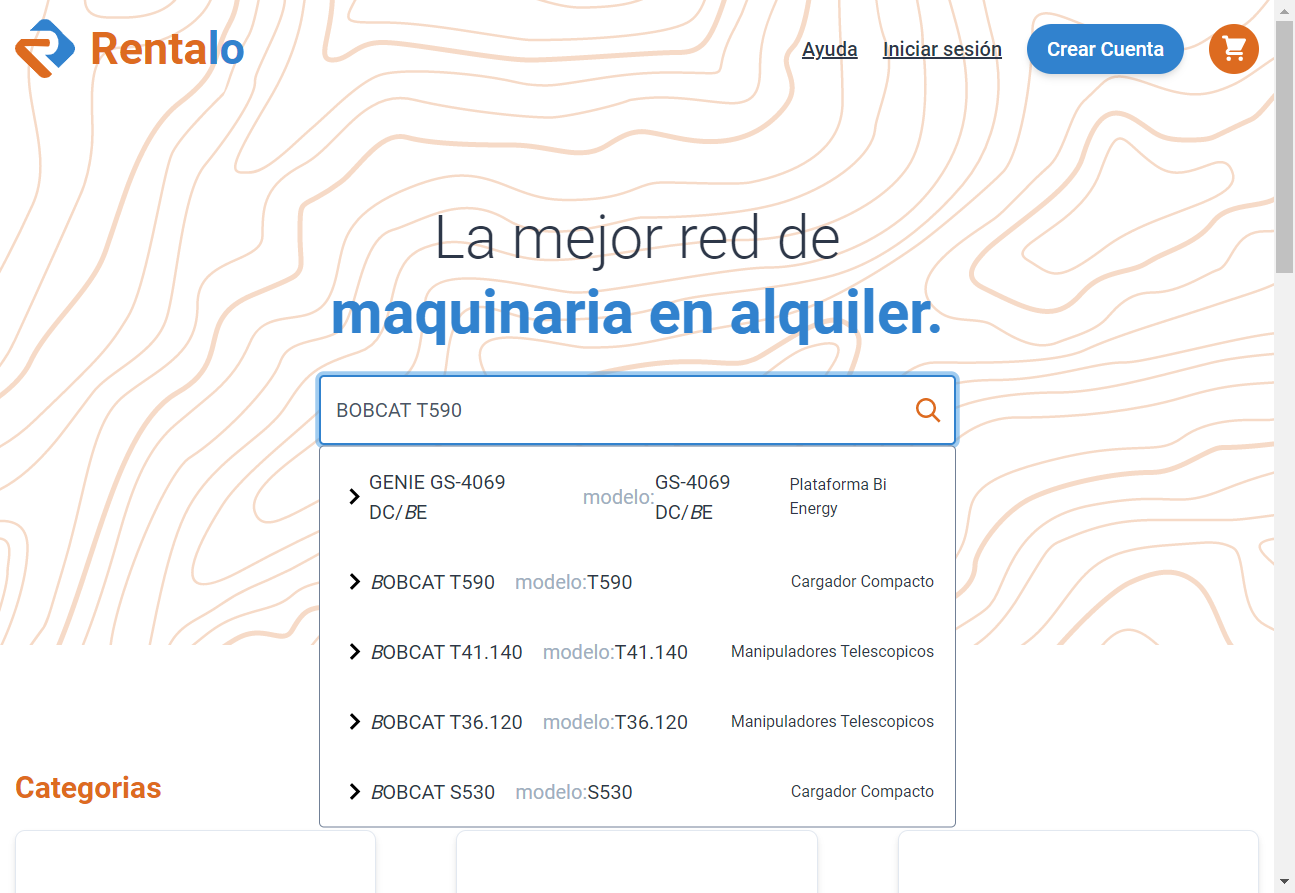 Rentalo
Ayuda
Iniciar sesión
Crear Cuenta
La mejor red de
maquinaria en alquiler.
BOBCAT T590
GENIE GS-4069
DC/BE
modelo:
GS-4069
DC/BE
Plataforma Bi
Energy
BOBCAT T590 modelo:T590 Cargador Compacto
BOBCAT T41.140 modelo:T41.140 Manipuladores Telescopicos
BOBCAT T36.120 modelo:T36.120 Manipuladores Telescopicos
BOBCAT S530 modelo:S530 Cargador Compacto
Categorias